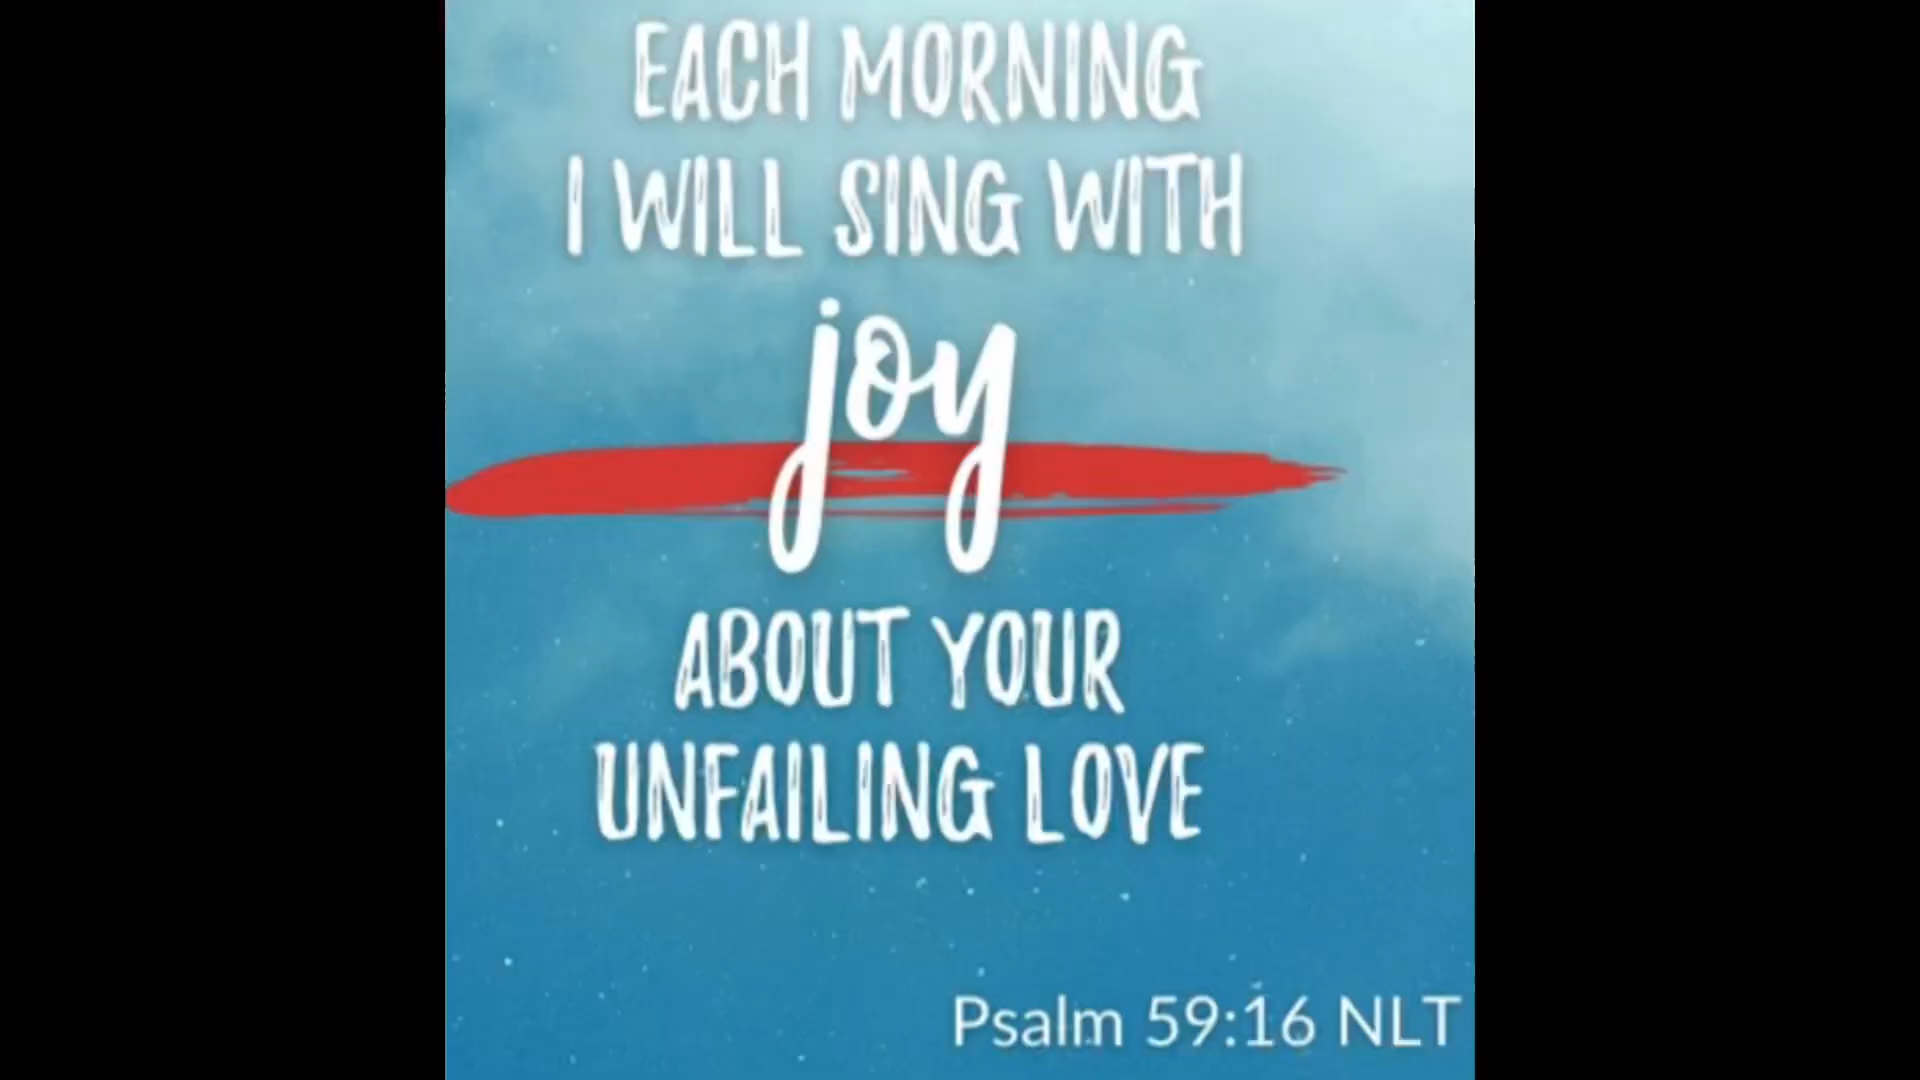 EACH MORNING
I WILL SING WITH
joy
ABOUT YOUR
UNFAILING LOVE
Psalm 59:16 NLT